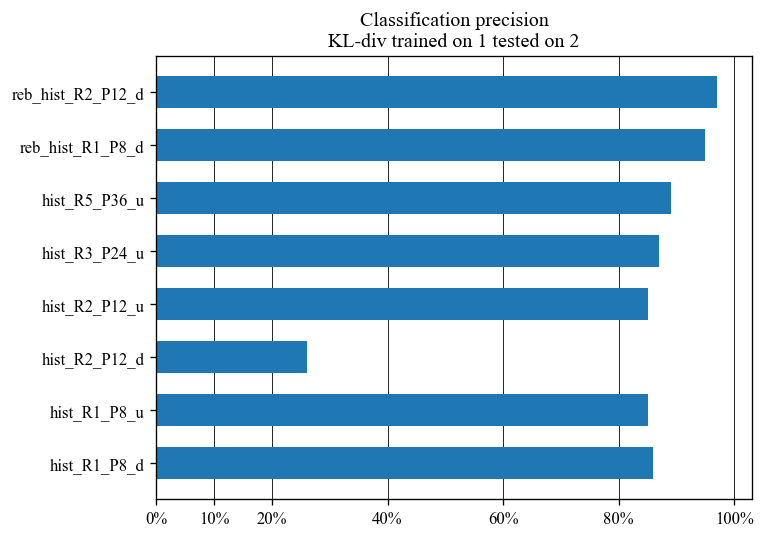 Classification precision
KL-div trained on 1 tested on 2
reb_hist_R2_P12_d
reb_hist_R1_P8_d
hist_R5_P36_u
hist_R3_P24_u
hist_R2_P12_u
hist_R2_P12_d
hist_R1_P8_u
hist_R1_P8_d
0% 10% 20% 40% 60% 80% 100%